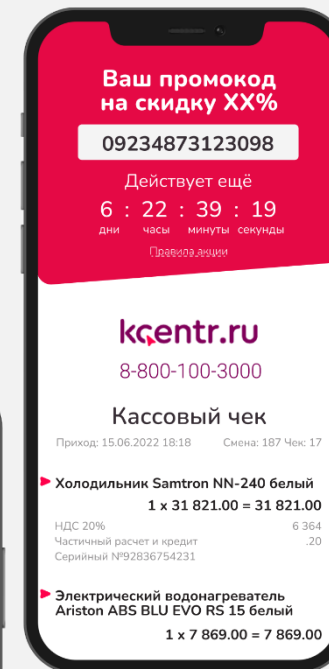 Ваш промокод
на скидку XX%
09234873123098
Действует ещё
6 : 22 : 39 : 19
дни часы минуты секунды
Правила акции
kcentr.ru
8-800-100-3000
Кассовый чек
Приход: 15.06.2022 18:18 Смена: 187 Чек: 17
Холодильник Samtron NN-240 белый
1 x 31 821.00 = 31 821.00
НДС 20% 6 364
Частичный расчет и кредит .20
Серийный №92836754231
Электрический водонагреватель
Ariston ABS BLU EVO RS 15 белый
1 x 7 869.00 = 7 869.00